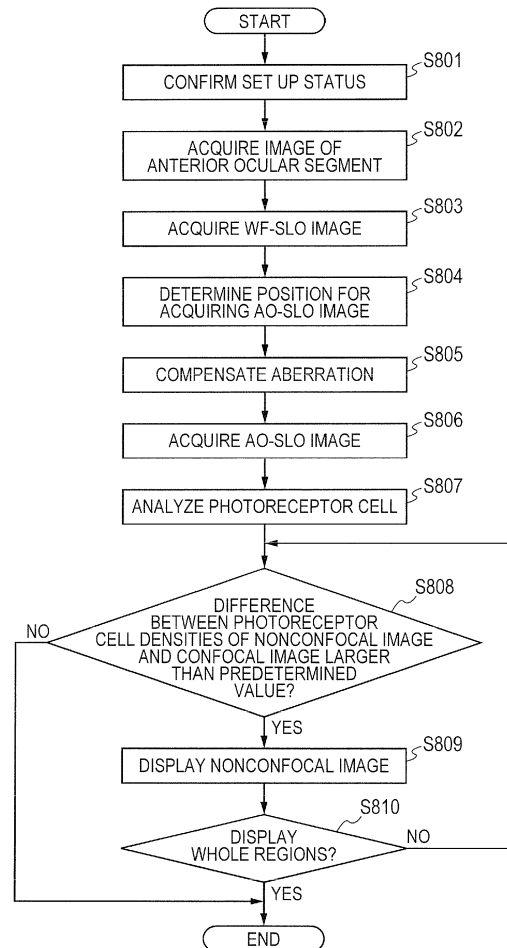 START
S801
CONFIRM SET UP STATUS
S802
ACQUIRE IMAGE OF
ANTERIOR OCULAR SEGMENT
S803
ACQUIRE WF-SLO IMAGE
S804
DETERMINE POSITION FOR
ACQUIRING AO-SLO IMAGE
S805
COMPENSATE ABERRATION
S806
ACQUIRE AO-SLO IMAGE
S807
ANALYZE PHOTORECEPTOR CELL
S808
DIFFERENCE
BETWEEN PHOTORECEPTOR
CELL DENSITIES OF NONCONFOCAL IMAGE
AND CONFOCAL IMAGE LARGER
THAN PREDETERMINED
VALUE?
NO
YES
S809
DISPLAY NONCONFOCAL IMAGE
S810
DISPLAY
WHOLE REGIONS?
NO
YES
END